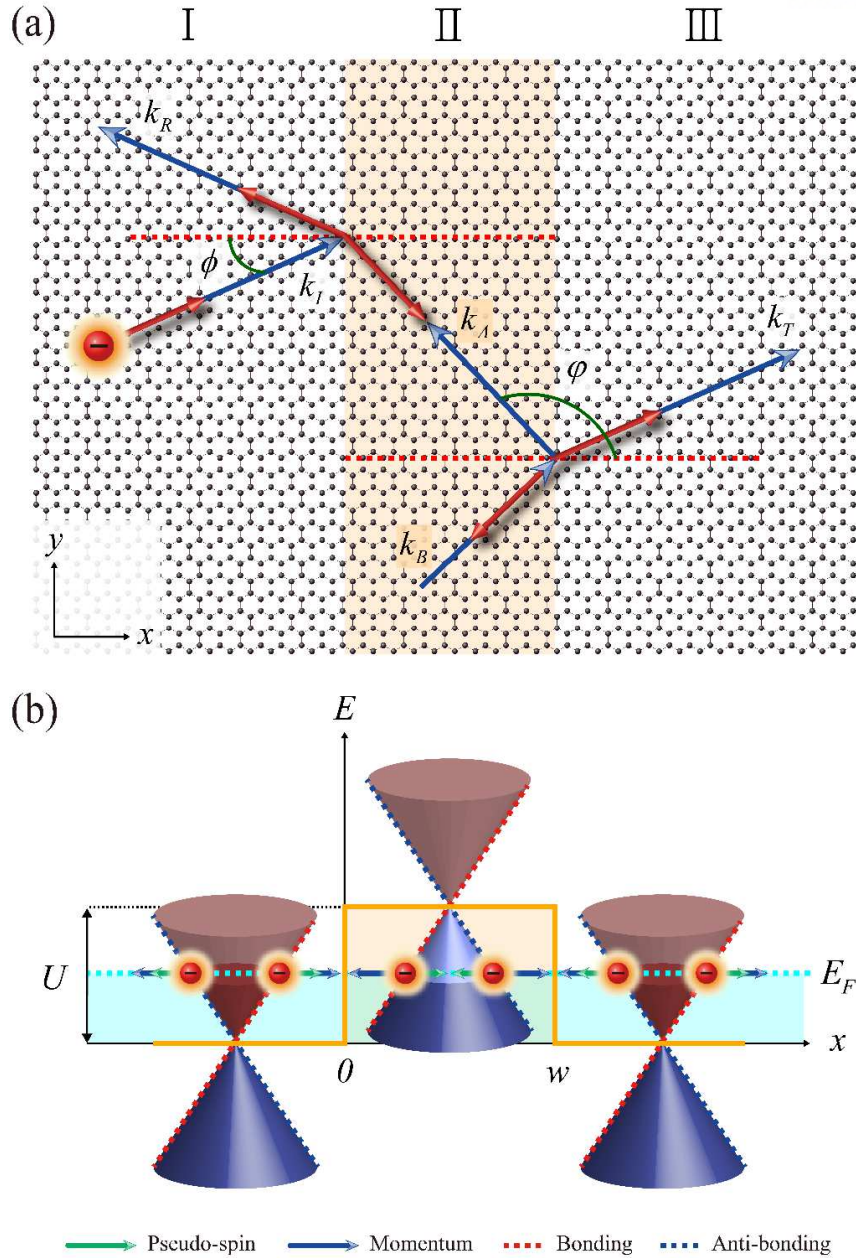 (a)
I II III
k_R
ϕ
k_I
k_A
k_T
φ
k_B
y
x
(b)
E
U
E_F
0 w x
Pseudo-spin Momentum Bonding Anti-bonding